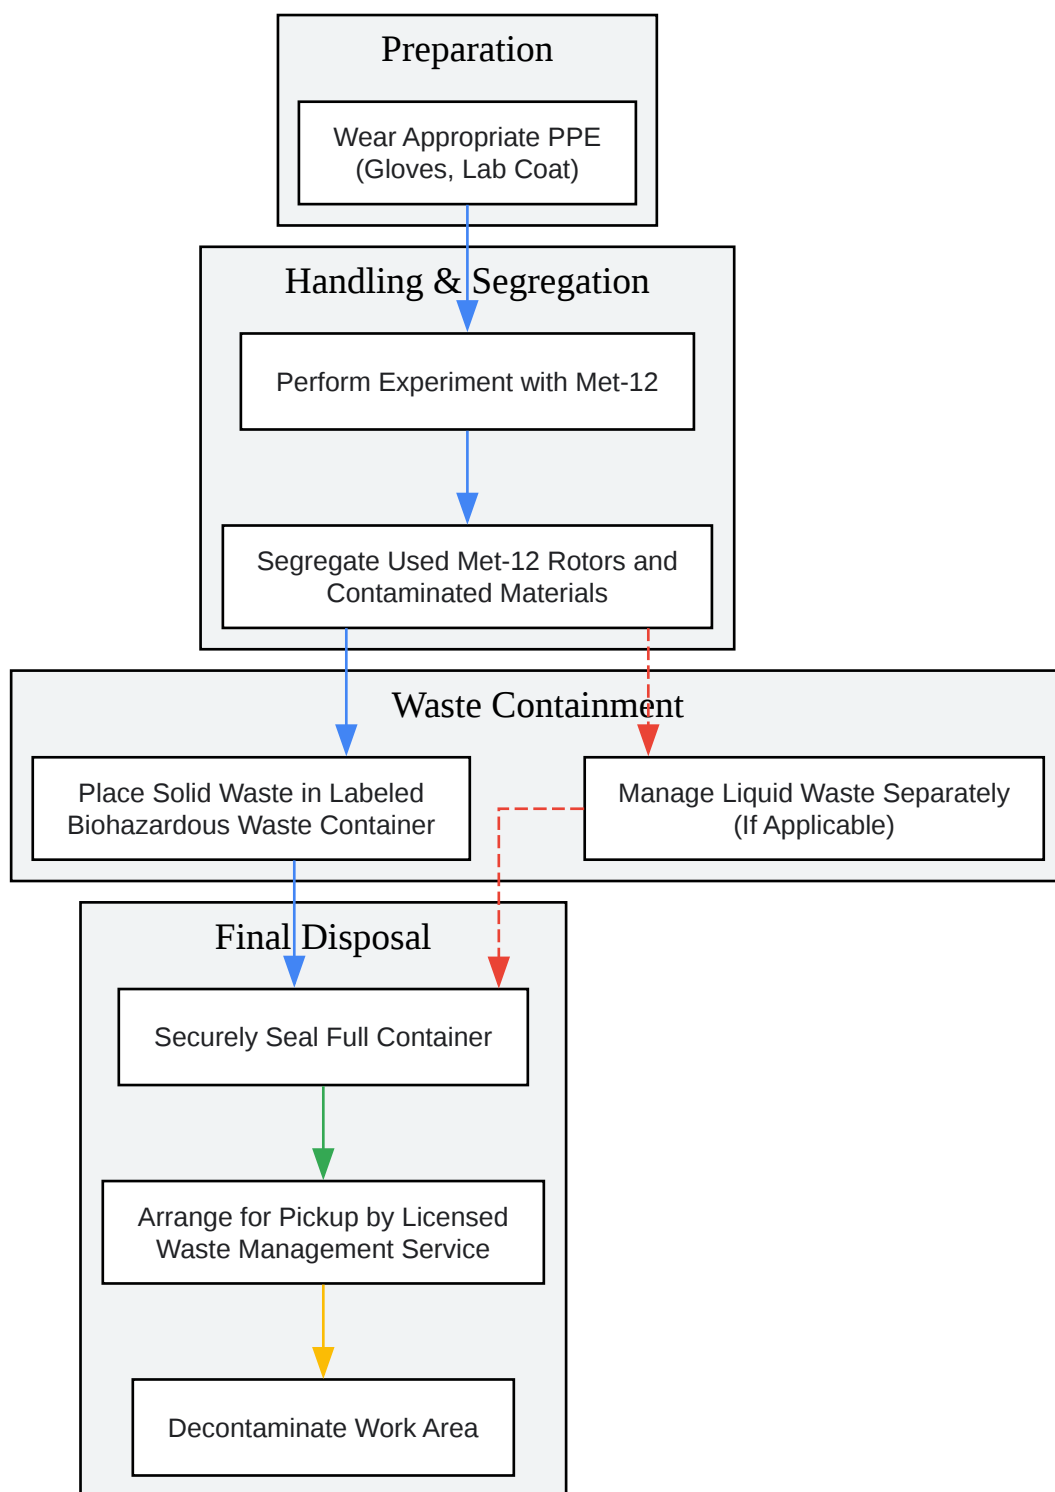 Preparation
Wear Appropriate PPE
(Gloves, Lab Coat)
Handling & Segregation
Perform Experiment with Met-12
Segregate Used Met-12 Rotors and
Contaminated Materials
Waste Containment
Place Solid Waste in Labeled
Biohazardous Waste Container
Manage Liquid Waste Separately
(If Applicable)
Final Disposal
Securely Seal Full Container
Arrange for Pickup by Licensed
Waste Management Service
Decontaminate Work Area